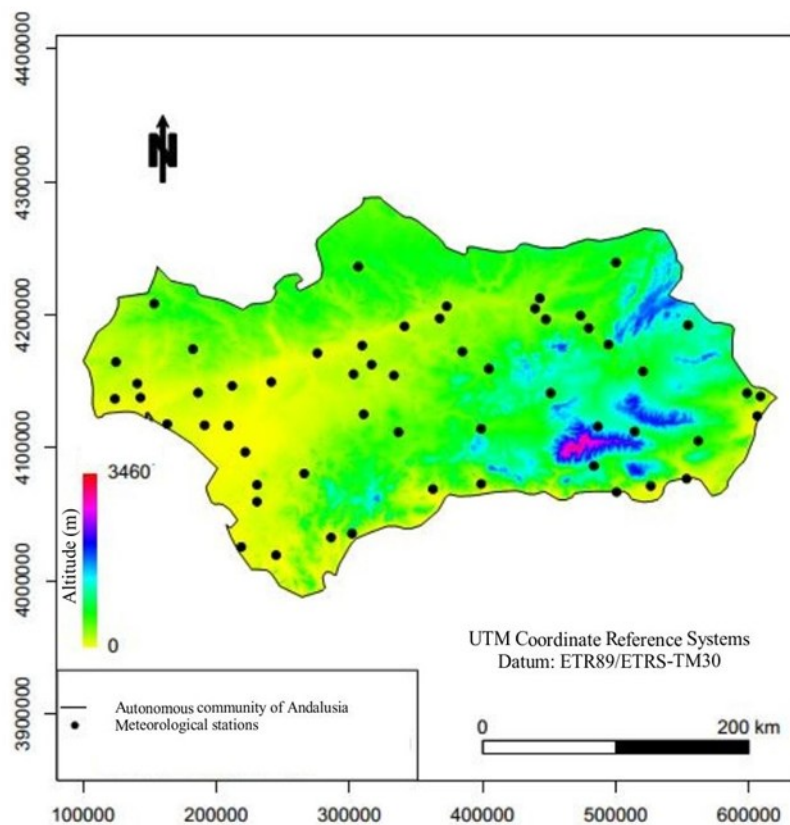 4400000
4300000
4200000
4100000
4000000
3900000
N
3460
Altitude (m)
0
UTM Coordinate Reference Systems
Datum: ETR89/ETRS-TM30
Autonomous community of Andalusia
Meteorological stations
0 200 km
100000 200000 300000 400000 500000 600000